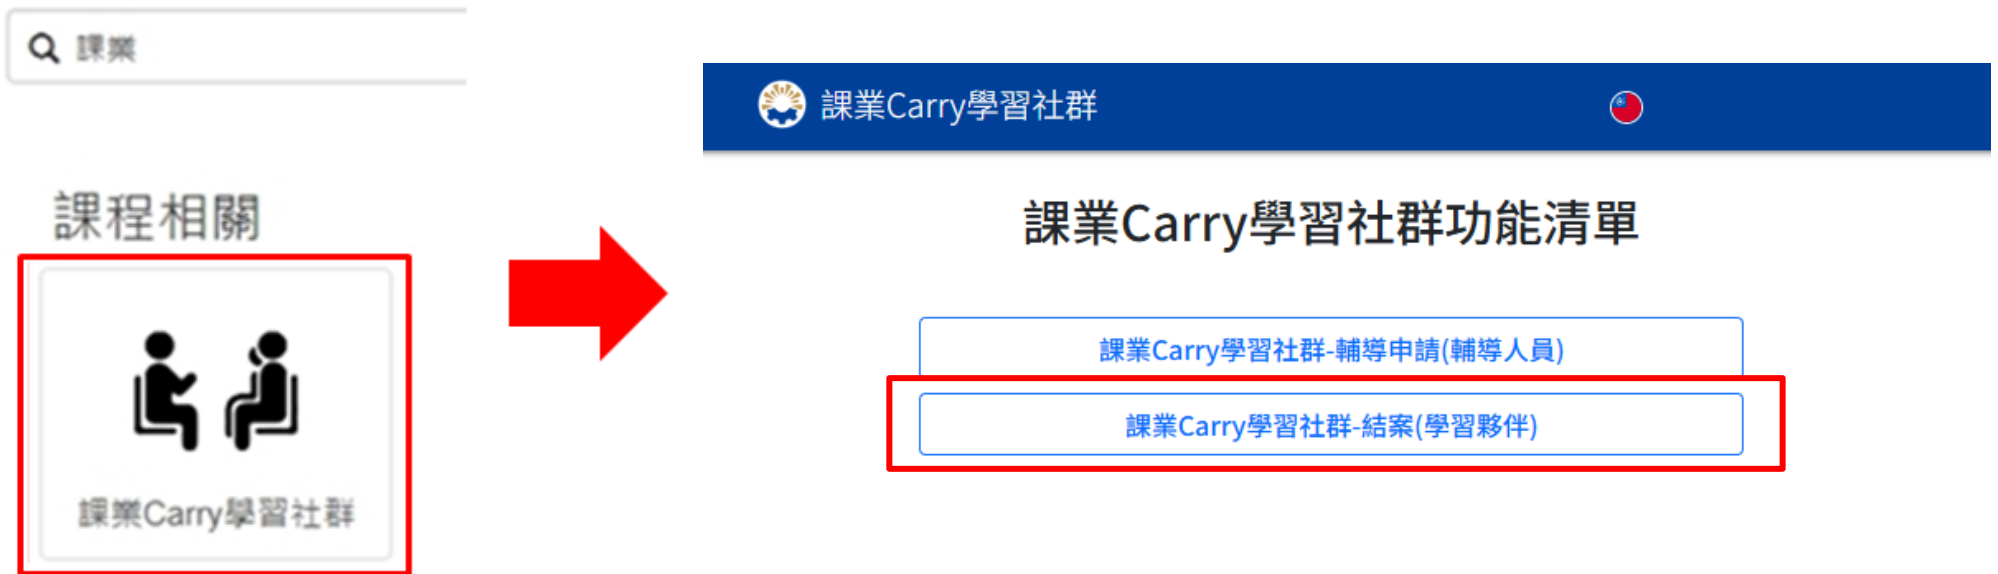 課業
課程相關
課業Carry學習社群
課業Carry學習社群
課業Carry學習社群功能清單
課業Carry學習社群-輔導申請(輔導人員)
課業Carry學習社群-結案(學習夥伴)